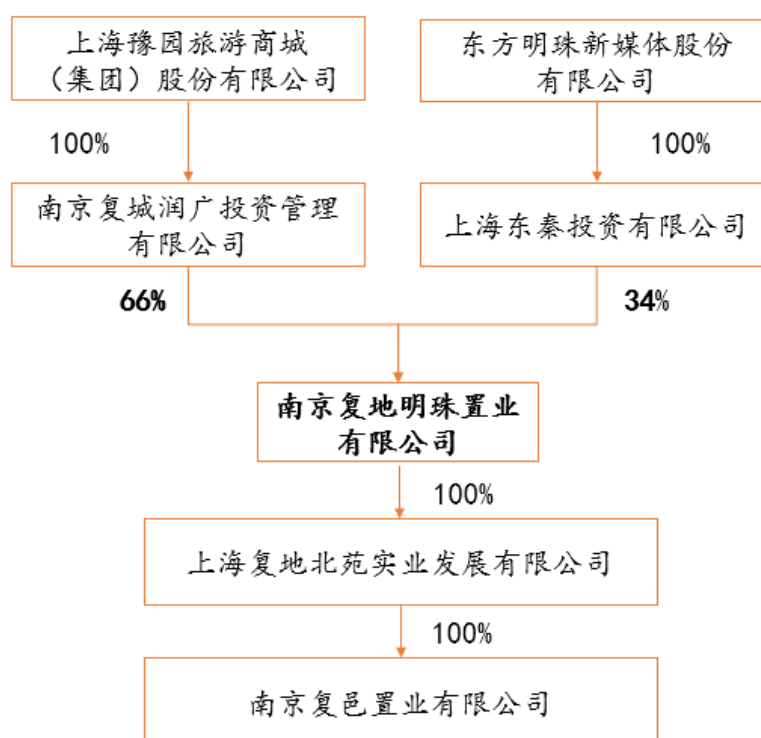 上海豫园旅游商城
（集团）股份有限公司
东方明珠新媒体股份
有限公司
100%
100%
南京复城润广投资管理
有限公司
上海东秦投资有限公司
66%
34%
南京复地明珠置业
有限公司
100%
上海复地北苑实业发展有限公司
100%
南京复邑置业有限公司